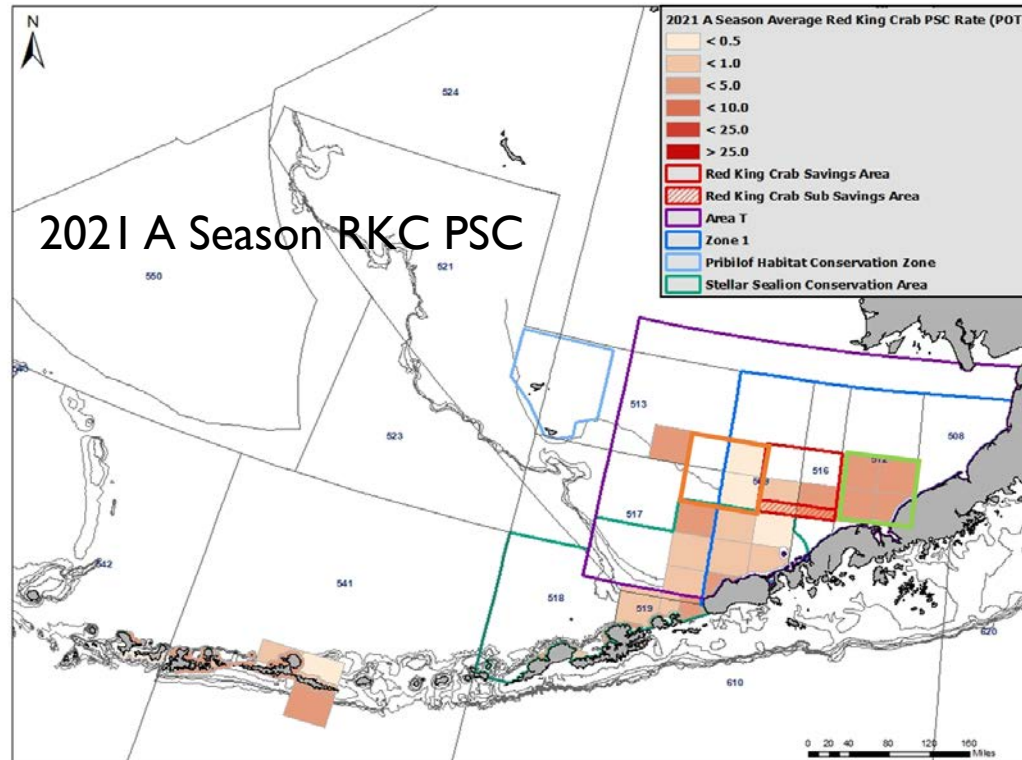 N
2021 A Season Average Red King Crab PSC Rate (POT
< 0.5
< 1.0
< 5.0
< 10.0
< 25.0
> 25.0
Red King Crab Savings Area
Red King Crab Sub Savings Area
Area T
Zone 1
Pribilof Habitat Conservation Zone
Stellar Sealion Conservation Area
524
2021 A Season RKC PSC
550
521
513
508
523
516
517
542
541
518
519
620
610
0 20 40 80 120 160
Miles